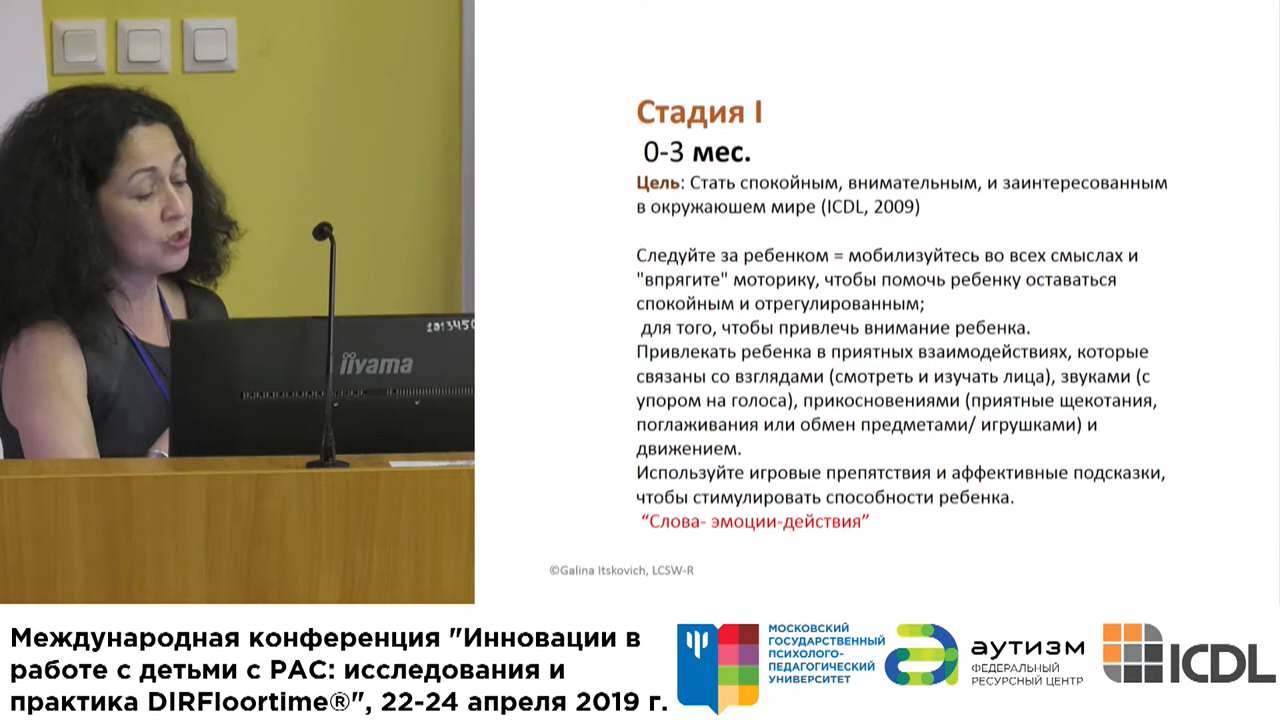 Стадия I
0-3 мес.
Цель: Стать спокойным, внимательным, и заинтересованным
в окружаюшем мире (ICDL, 2009)
Следуйте за ребенком = мобилизуйтесь во всех смыслах и
"впрягите" моторику, чтобы помочь ребенку оставаться
спокойным и отрегулированным;
для того, чтобы привлечь внимание ребенка.
Привлекать ребенка в приятных взаимодействиях, которые
связаны со взглядами (смотреть и изучать лица), звуками (с
упором на голоса), прикосновениями (приятные щекотания,
поглаживания или обмен предметами/ игрушками) и
движением.
Используйте игровые препятствия и аффективные подсказки,
чтобы стимулировать способности ребенка.
“Слова- эмоции-действия”
©Galina Itskovich, LCSW-R
iiyama
Международная конференция "Инновации в
работе с детьми с РАС: исследования и
практика DIRFloortime®", 22-24 апреля 2019 г.
МОСКОВСКИЙ
ГОСУДАРСТВЕННЫЙ
ПСИХОЛОГО-
ПЕДАГОГИЧЕСКИЙ
УНИВЕРСИТЕТ
аутизм
ФЕДЕРАЛЬНЫЙ
РЕСУРСНЫЙ ЦЕНТР
ICDL